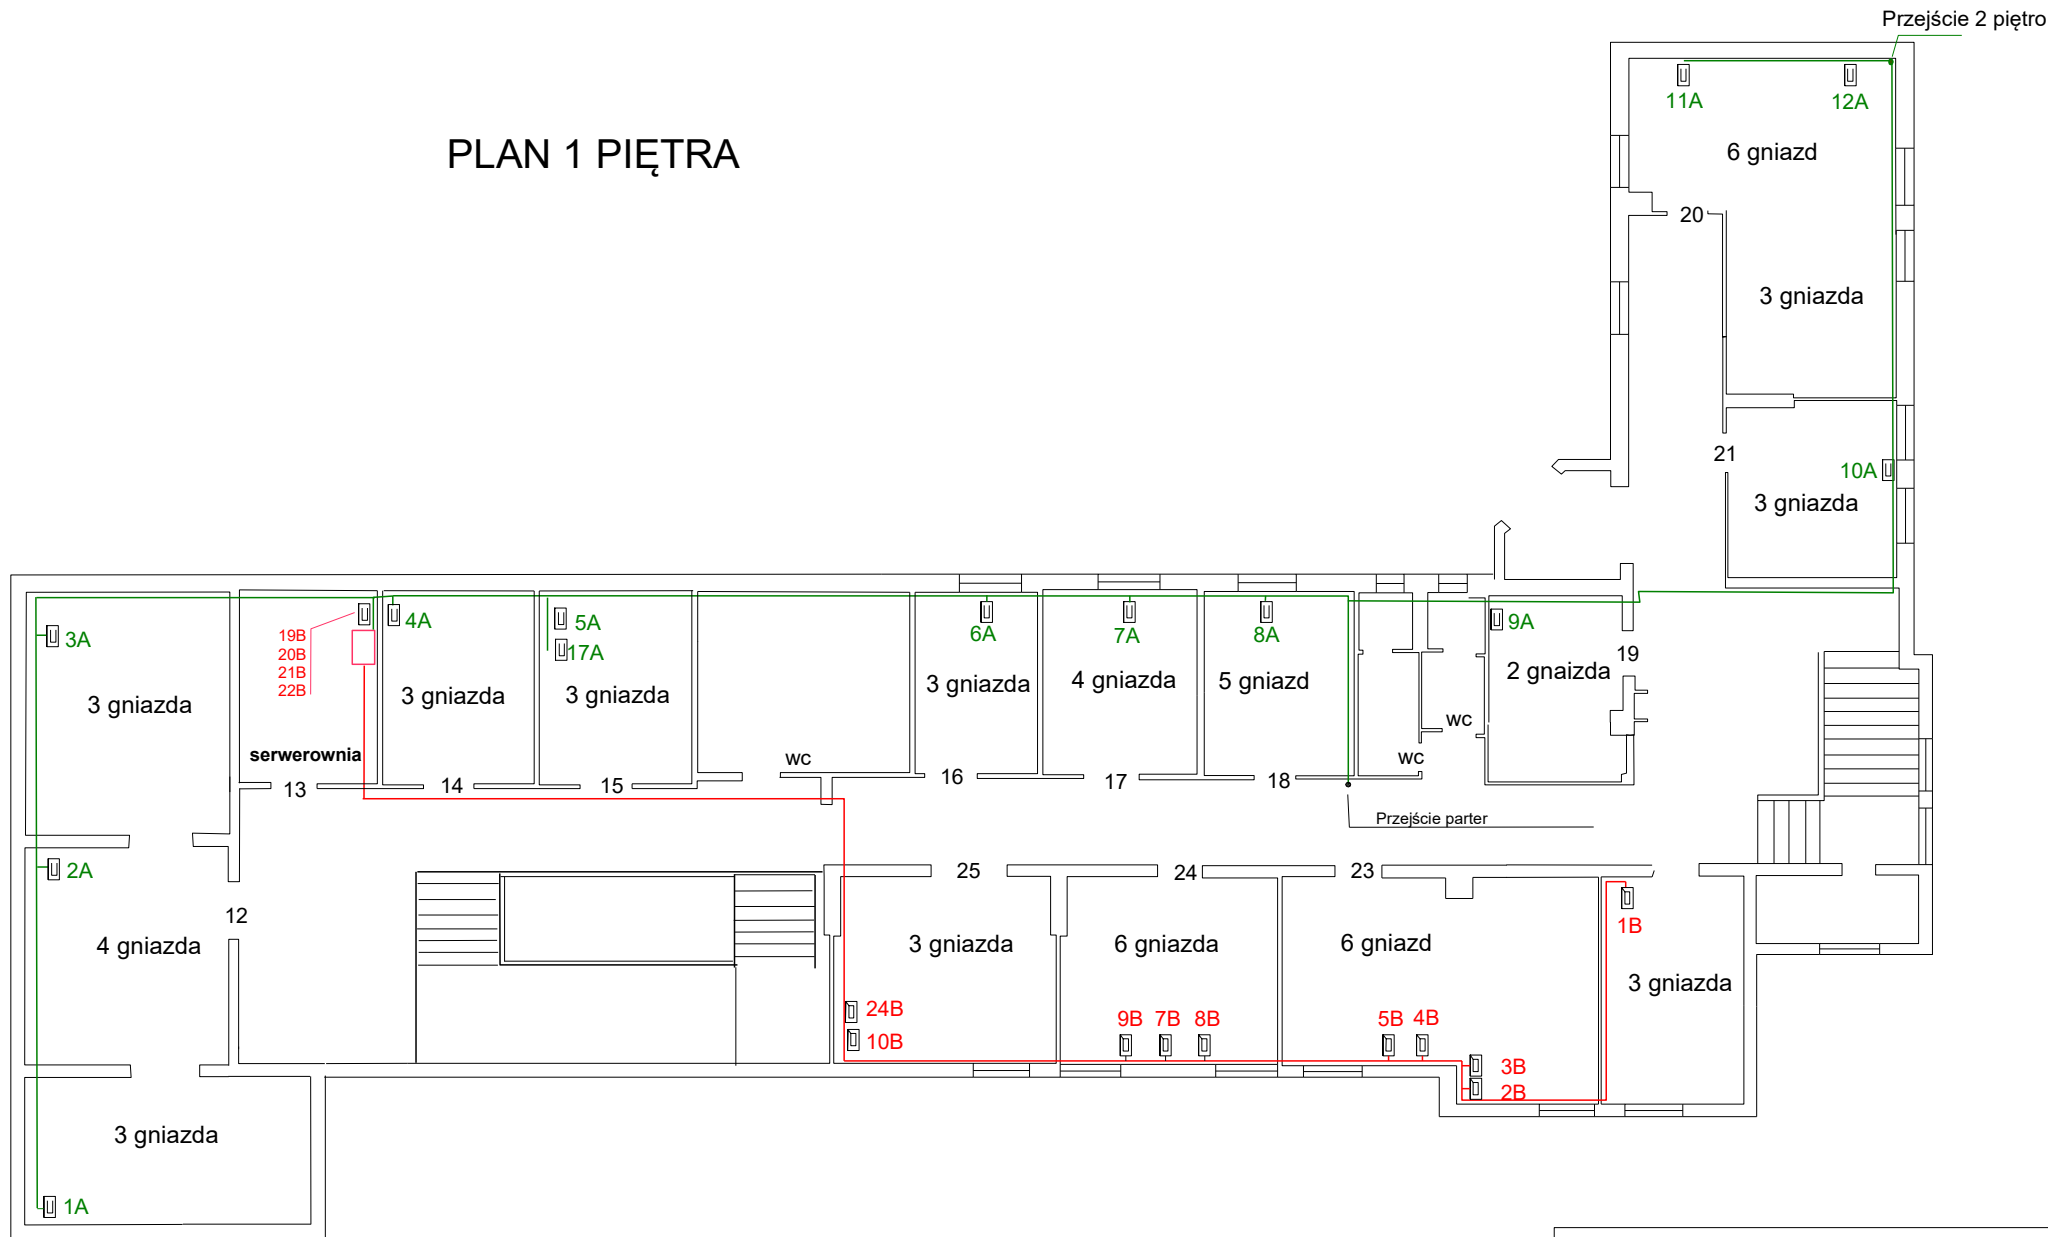 Przejście 2 piętro
11A
12A
PLAN 1 PIĘTRA
6 gniazd
20
3 gniazda
21
10A
3 gniazda
3A
19B
20B
21B
22B
4A
5A
17A
6A
7A
8A
9A
19
3 gniazda
3 gniazda
3 gniazda
3 gniazda
4 gniazda
5 gniazd
2 gnaizda
serwerownia
wc
wc
wc
13
14
15
16
17
18
Przejście parter
2A
25
24
23
12
1B
4 gniazda
3 gniazda
6 gniazda
6 gniazd
3 gniazda
24B
10B
9B
7B
8B
5B
4B
3B
2B
3 gniazda
1A